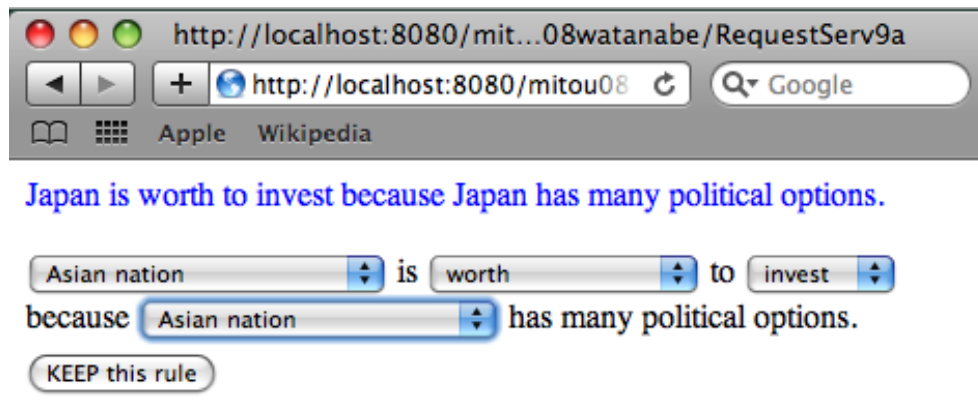 http://localhost:8080/mit...08watanabe/RequestServ9a
http://localhost:8080/mitou08 Google
Apple Wikipedia
Japan is worth to invest because Japan has many political options.
Asian nation is worth to invest
because Asian nation has many political options.
KEEP this rule